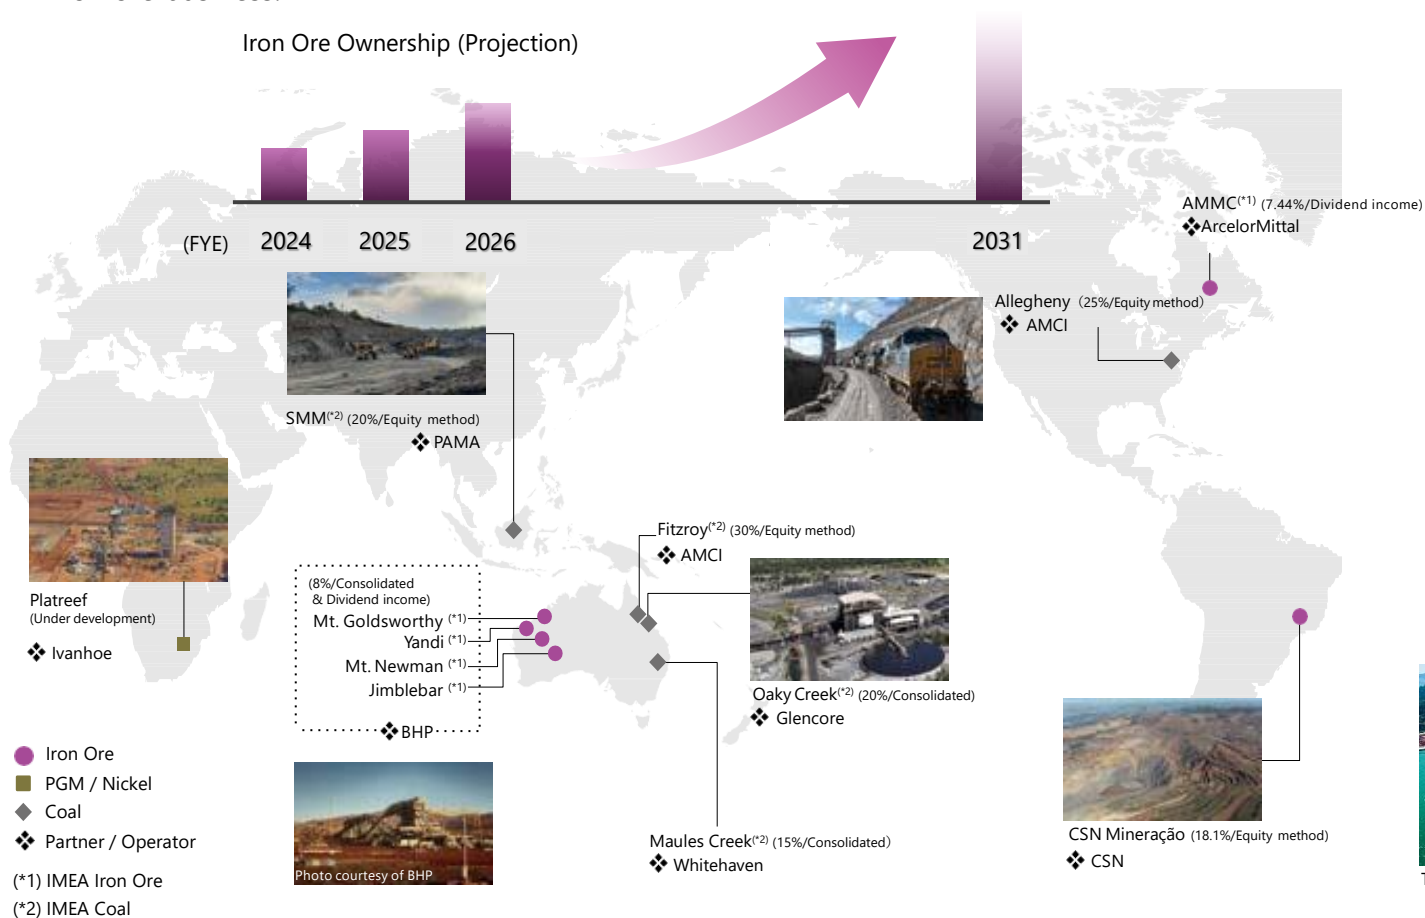 Iron Ore Ownership (Projection)
(FYE) 2024 2025 2026 2031
AMMC(*1) (7.44%/Dividend income)
❖ArcelorMittal
Allegheny (25%/Equity method)
❖ AMCI
SMM(*2) (20%/Equity method)
❖ PAMA
Fitzroy(*2) (30%/Equity method)
❖ AMCI
Platreef
(Under development)
❖ Ivanhoe
(8%/Consolidated
& Dividend income)
Mt. Goldsworthy (*1)
Yandi (*1)
Mt. Newman (*1)
Jimblebar (*1)
❖BHP
Oaky Creek(*2) (20%/Consolidated)
❖ Glencore
Photo courtesy of BHP
Maules Creek(*2) (15%/Consolidated)
❖ Whitehaven
CSN Mineração (18.1%/Equity method)
❖ CSN
Iron Ore
PGM / Nickel
Coal
❖ Partner / Operator
(*1) IMEA Iron Ore
(*2) IMEA Coal